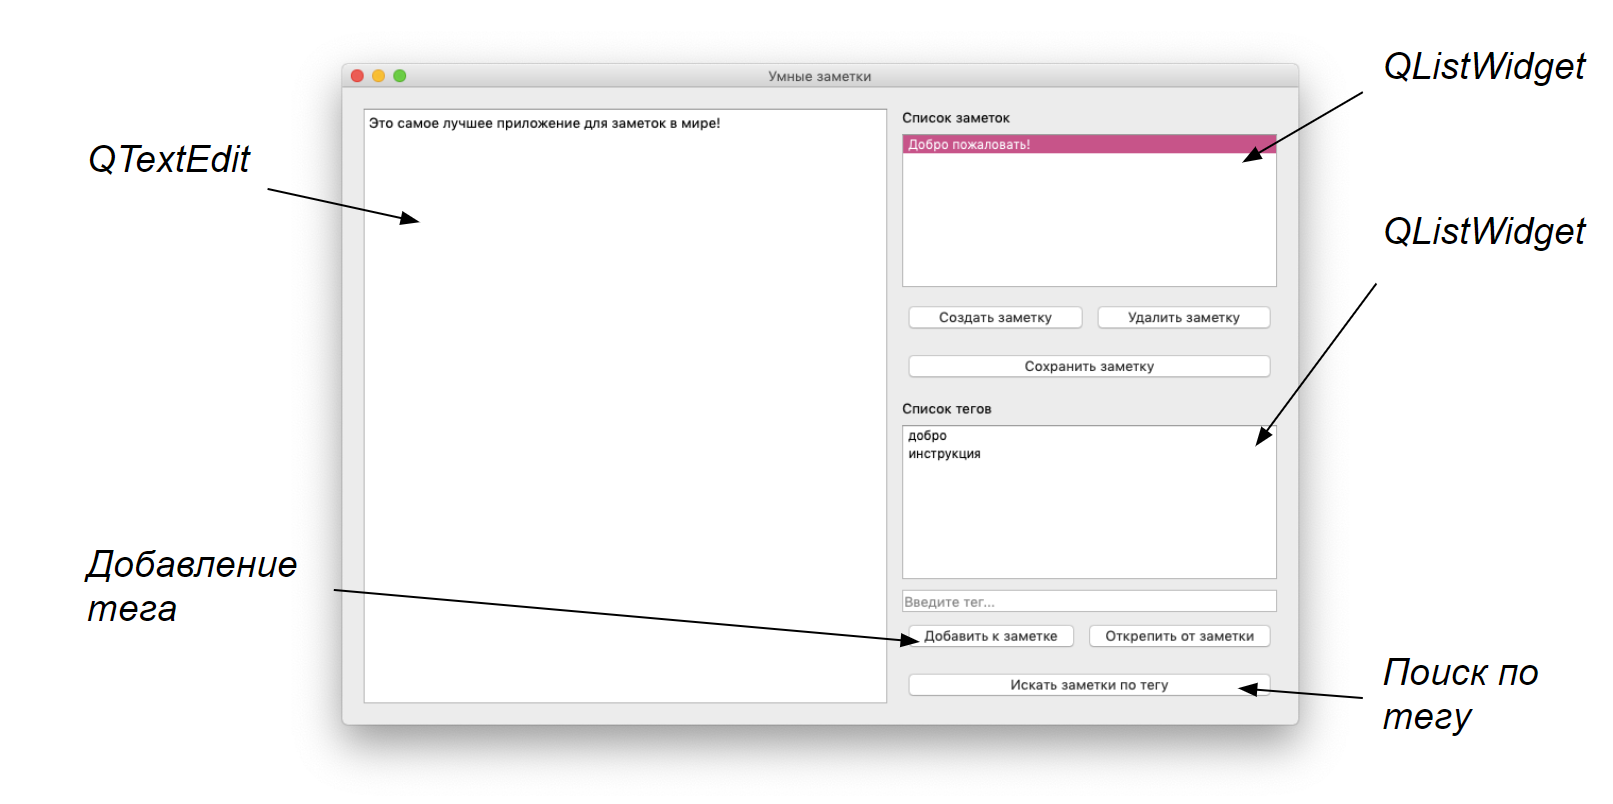 QTextEdit
Добавление
тега
Умные заметки
Это самое лучшее приложение для заметок в мире!
Список заметок
Добро пожаловать!
Создать заметку
Удалить заметку
Сохранить заметку
Список тегов
добро
инструкция
Введите тег...
Добавить к заметке
Открепить от заметки
Искать заметки по тегу
QListWidget
QListWidget
Поиск по
тегу